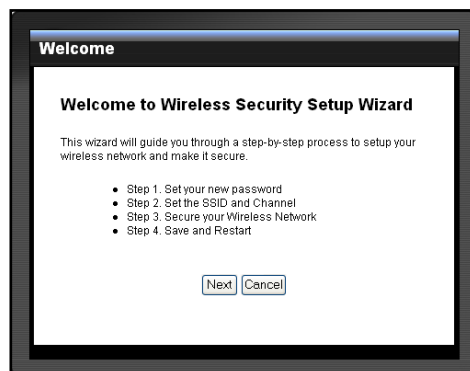 Welcome
Welcome to Wireless Security Setup Wizard
This wizard will guide you through a step-by-step process to setup your
wireless network and make it secure.
• Step 1. Set your new password
• Step 2. Set the SSID and Channel
• Step 3. Secure your Wireless Network
• Step 4. Save and Restart
Next Cancel